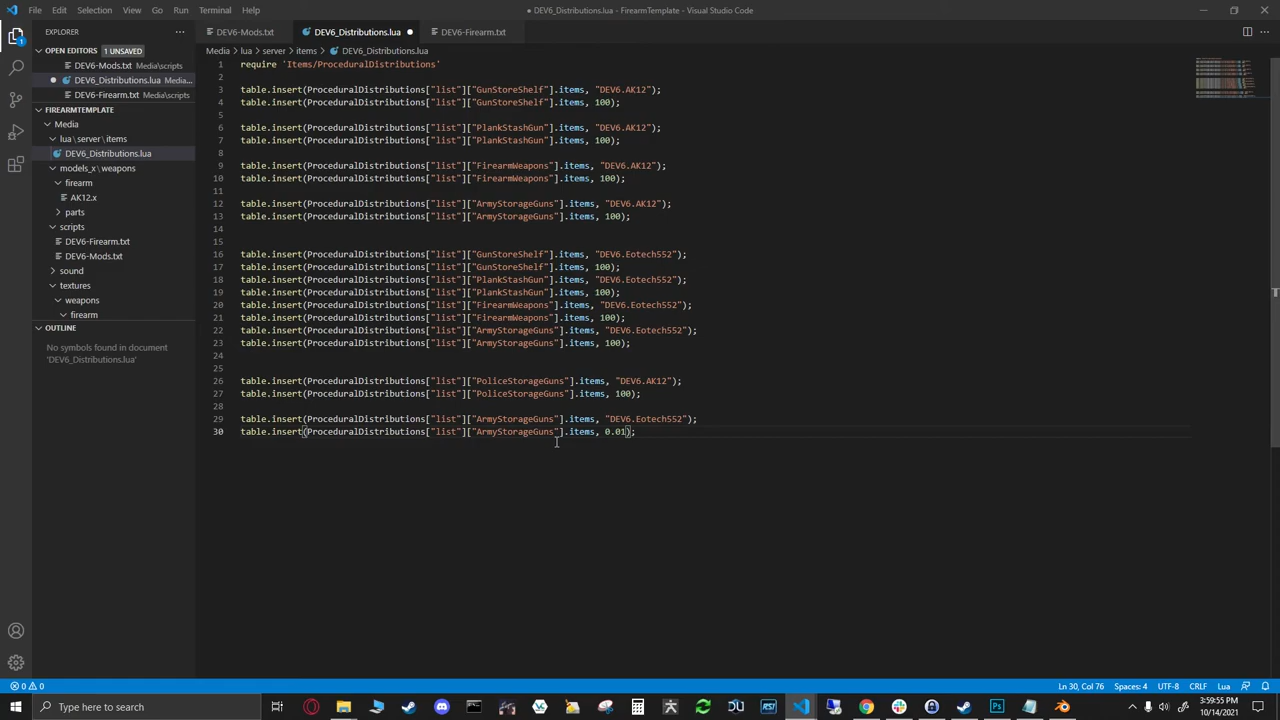 File Edit Selection View Go Run Terminal Help
● DEV6_Distributions.lua - FirearmTemplate - Visual Studio Code
EXPLORER
OPEN EDITORS 1 UNSAVED
DEV6-Mods.txt Media\scripts
DEV6_Distributions.lua Media...
DEV6-Firearm.txt Media\scripts
FIREARMTEMPLATE
Media
lua\server\items
DEV6_Distributions.lua
models_x\weapons
firearm
AK12.x
parts
scripts
DEV6-Firearm.txt
DEV6-Mods.txt
sound
textures
weapons
firearm
OUTLINE
No symbols found in document
'DEV6_Distributions.lua'
DEV6-Mods.txt DEV6_Distributions.lua ● DEV6-Firearm.txt
Media > lua > server > items > DEV6_Distributions.lua
1 require 'Items/ProceduralDistributions'
2
3 table.insert(ProceduralDistributions["list"]["GunStoreShelf"].items, "DEV6.AK12");
4 table.insert(ProceduralDistributions["list"]["GunStoreShelf"].items, 100);
5
6 table.insert(ProceduralDistributions["list"]["PlankStashGun"].items, "DEV6.AK12");
7 table.insert(ProceduralDistributions["list"]["PlankStashGun"].items, 100);
8
9 table.insert(ProceduralDistributions["list"]["FirearmWeapons"].items, "DEV6.AK12");
10 table.insert(ProceduralDistributions["list"]["FirearmWeapons"].items, 100);
11
12 table.insert(ProceduralDistributions["list"]["ArmyStorageGuns"].items, "DEV6.AK12");
13 table.insert(ProceduralDistributions["list"]["ArmyStorageGuns"].items, 100);
14
15
16 table.insert(ProceduralDistributions["list"]["GunStoreShelf"].items, "DEV6.Eotech552");
17 table.insert(ProceduralDistributions["list"]["GunStoreShelf"].items, 100);
18 table.insert(ProceduralDistributions["list"]["PlankStashGun"].items, "DEV6.Eotech552");
19 table.insert(ProceduralDistributions["list"]["PlankStashGun"].items, 100);
20 table.insert(ProceduralDistributions["list"]["FirearmWeapons"].items, "DEV6.Eotech552");
21 table.insert(ProceduralDistributions["list"]["FirearmWeapons"].items, 100);
22 table.insert(ProceduralDistributions["list"]["ArmyStorageGuns"].items, "DEV6.Eotech552");
23 table.insert(ProceduralDistributions["list"]["ArmyStorageGuns"].items, 100);
24
25
26 table.insert(ProceduralDistributions["list"]["PoliceStorageGuns"].items, "DEV6.AK12");
27 table.insert(ProceduralDistributions["list"]["PoliceStorageGuns"].items, 100);
28
29 table.insert(ProceduralDistributions["list"]["ArmyStorageGuns"].items, "DEV6.Eotech552");
30 table.insert(ProceduralDistributions["list"]["ArmyStorageGuns"].items, 0.01);
0 0 Ln 30, Col 76 Spaces: 4 UTF-8 CRLF Lua
Type here to search
3:59:55 PM
10/14/2021